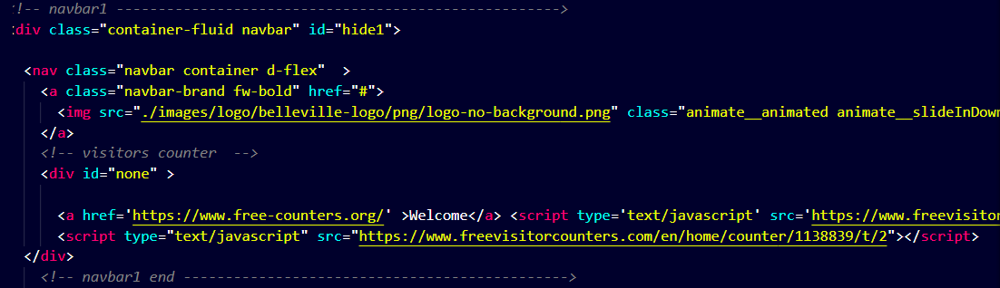 !-- navbar1 ------------------------------------------------------>
div class="container-fluid navbar" id="hide1">
<nav class="navbar container d-flex"  >
<a class="navbar-brand fw-bold" href="#">
<img src="./images/logo/belleville-logo/png/logo-no-background.png" class="animate__animated animate__slideInDown
</a>
<!-- visitors counter  -->
<div id="none" >
<a href='https://www.free-counters.org/' >Welcome</a> <script type='text/javascript' src='https://www.freevisitor
<script type="text/javascript" src="https://www.freevisitorcounters.com/en/home/counter/1138839/t/2"></script>
</div>
<!-- navbar1 end ----------------------------------------------->